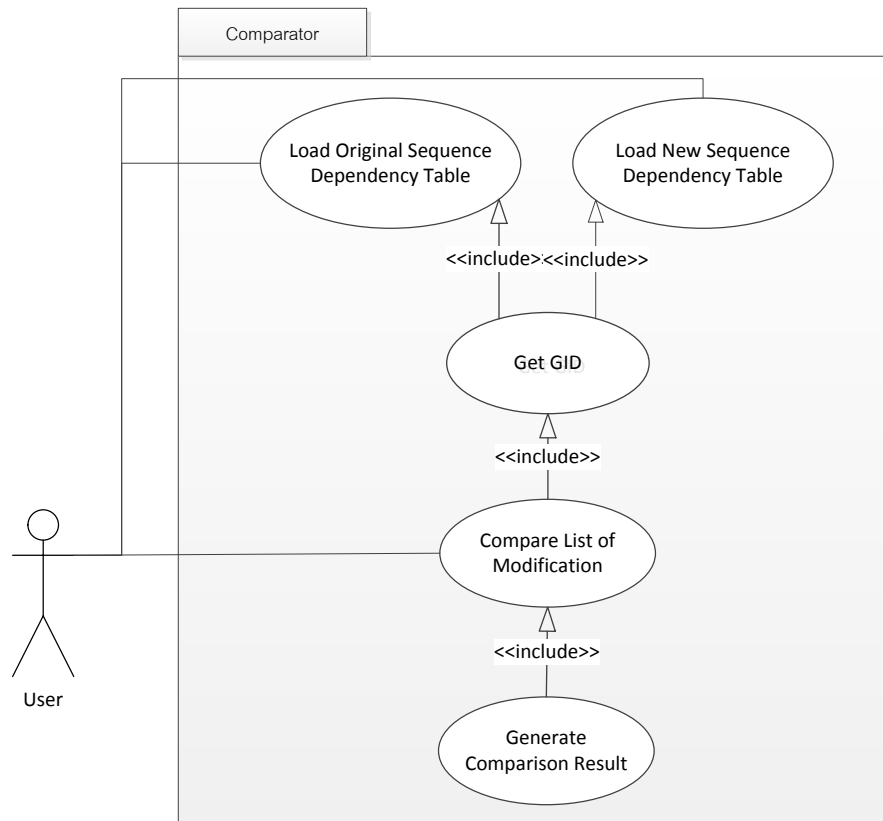 Comparator
Load Original Sequence
Dependency Table
Load New Sequence
Dependency Table
<<include>>
<<include>>
Get GID
<<include>>
Compare List of
Modification
<<include>>
User
Generate
Comparison Result